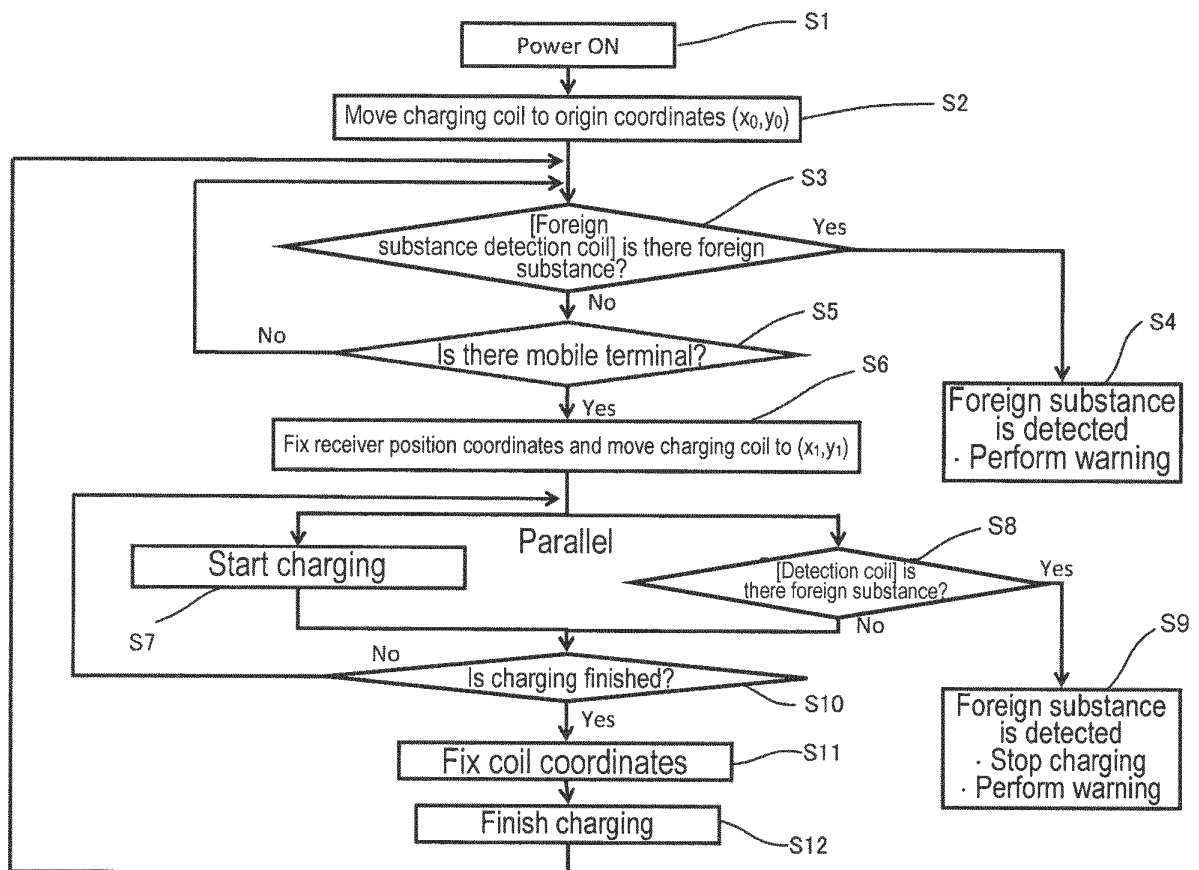 S1
Power ON
S2
Move charging coil to origin coordinates (x₀,y₀)
S3
[Foreign
substance detection coil] is there foreign
substance?
Yes
No
S5
S4
No
Is there mobile terminal?
S6
Yes
Foreign substance
is detected
· Perform warning
Fix receiver position coordinates and move charging coil to (x₁,y₁)
Parallel
S8
Start charging
[Detection coil] is
there foreign substance?
Yes
S7
No
S9
No
Is charging finished?
S10
Yes
Foreign substance
is detected
· Stop charging
· Perform warning
Fix coil coordinates
S11
Finish charging
S12